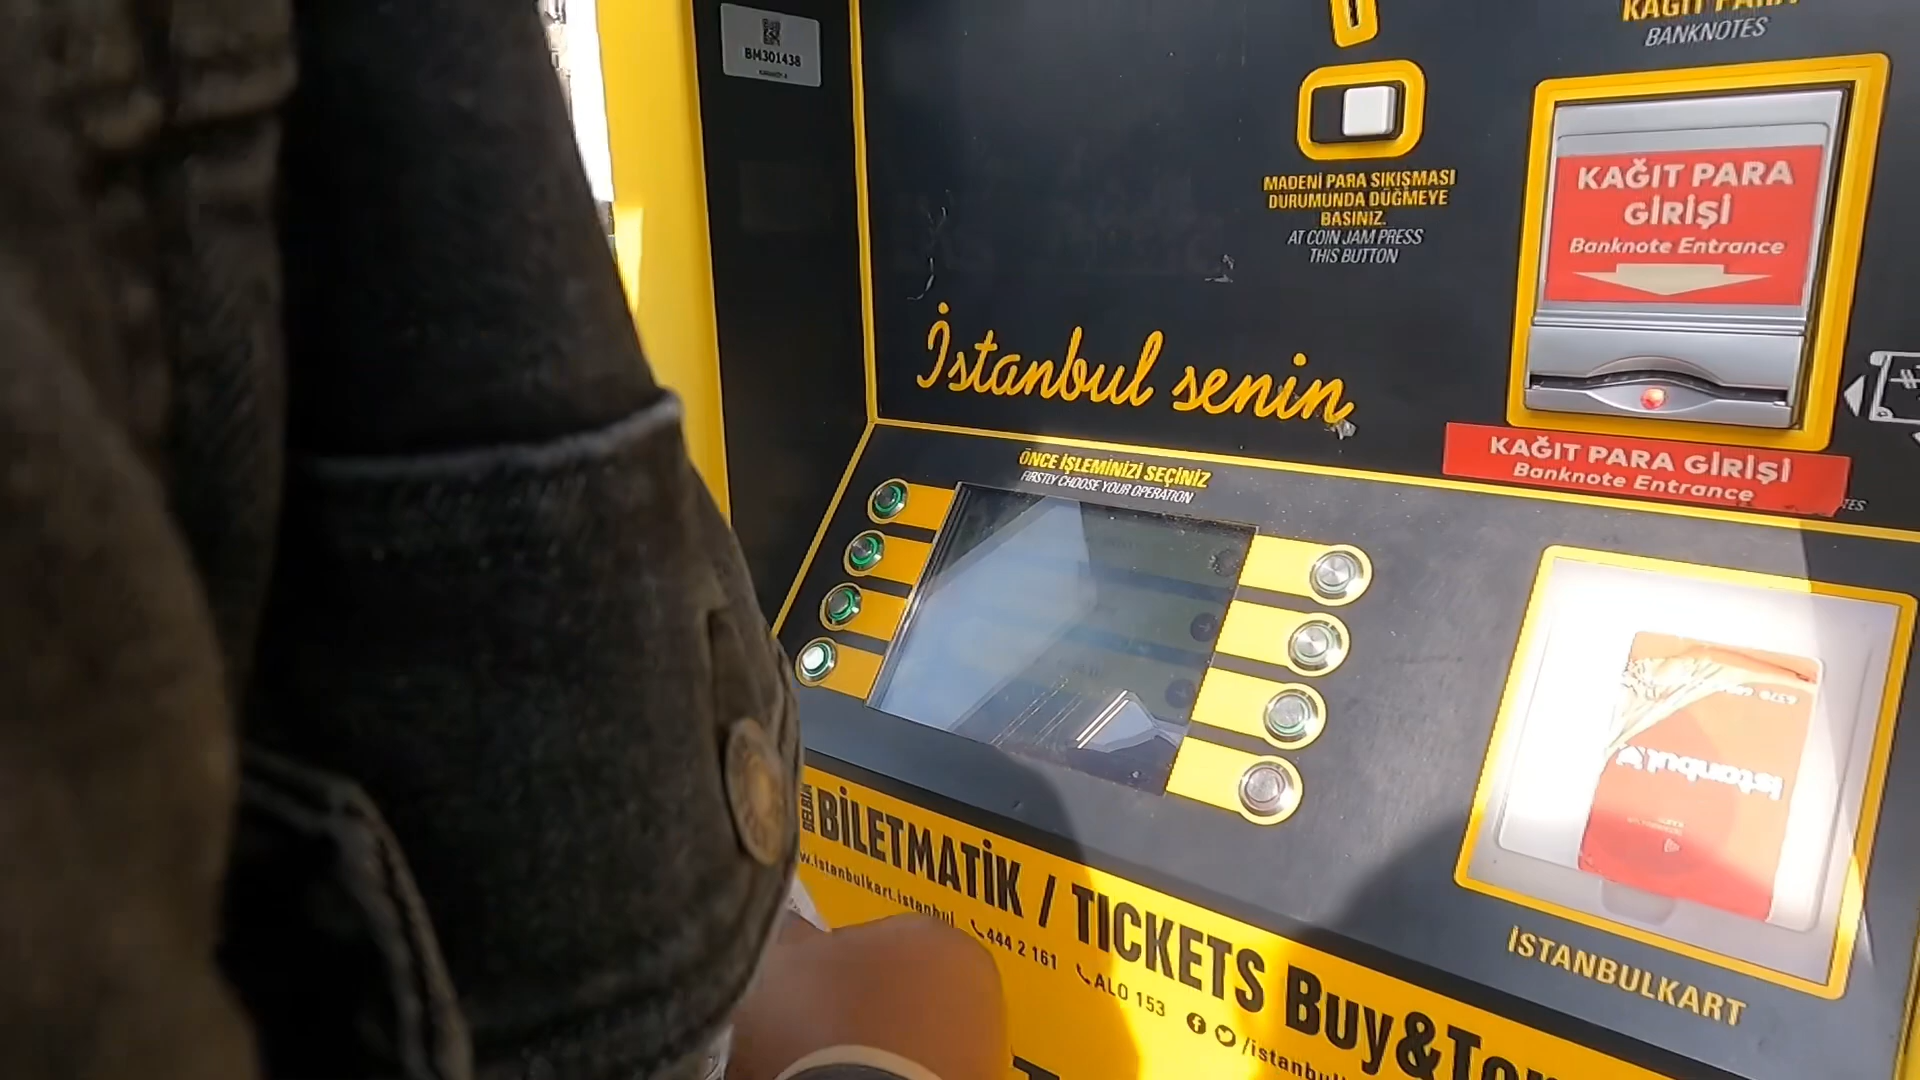 BM301438
KAĞIT PARA
BANKNOTES
MADENİ PARA SIKIŞMASI
DURUMUNDA DÜĞMEYE
BASINIZ.
AT COIN JAM PRESS
THIS BUTTON
KAĞIT PARA
GİRİŞİ
Banknote Entrance
İstanbul senin
KAĞIT PARA GİRİŞİ
Banknote Entrance
ÖNCE İŞLEMİNİZİ SEÇİNİZ
FIRSTLY CHOOSE YOUR OPERATION
istanbul
BELBİM
BİLETMATİK / TICKETS Buy&To
w.istanbulkart.istanbul 444 2 161 ALO 153 /istanbul
İSTANBULKART